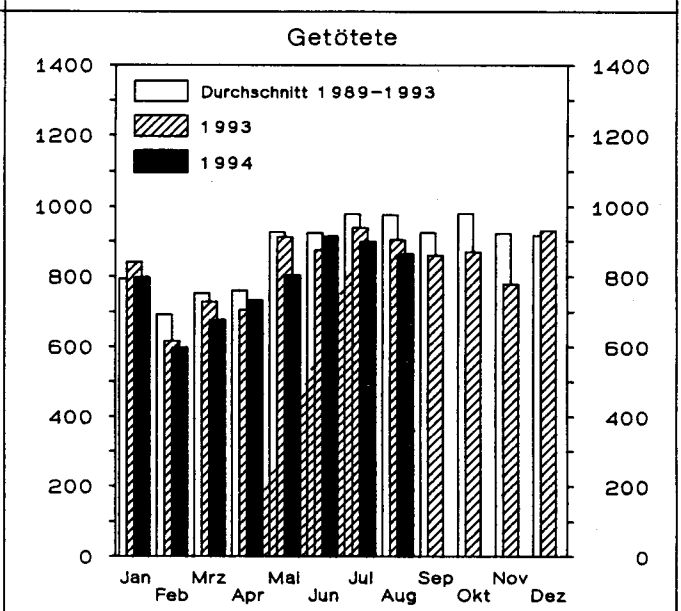 Getötete
1400 1400
Durchschnitt 1989-1993
1200 1993 1200
1994
1000 1000
800 800
600 600
400 400
200 200
0 0
Jan Mrz Mai Jul Sep Nov
Feb Apr Jun Aug Okt Dez